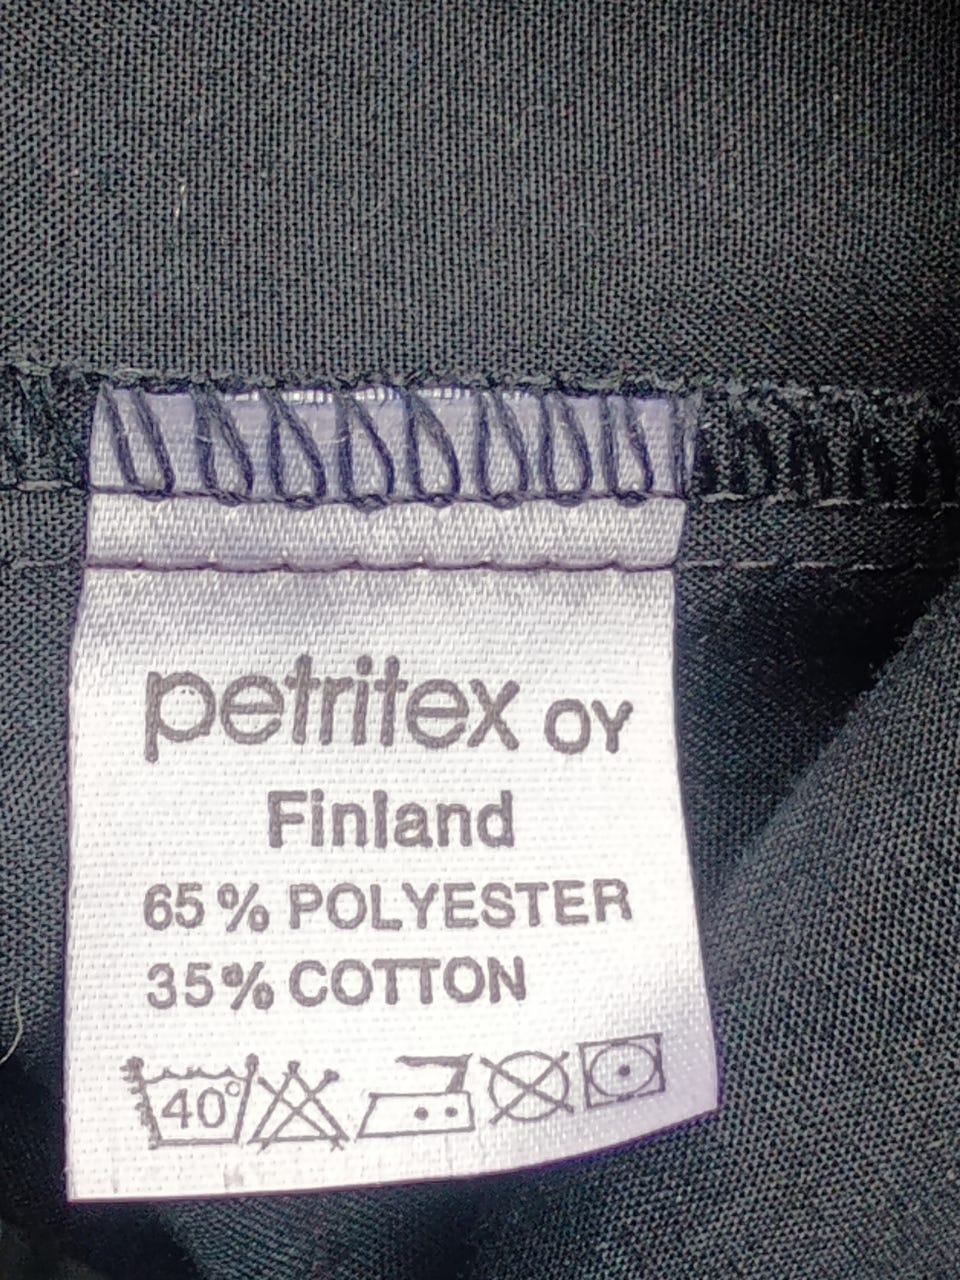 petritex OY
Finland
65% POLYESTER
35% COTTON
40°